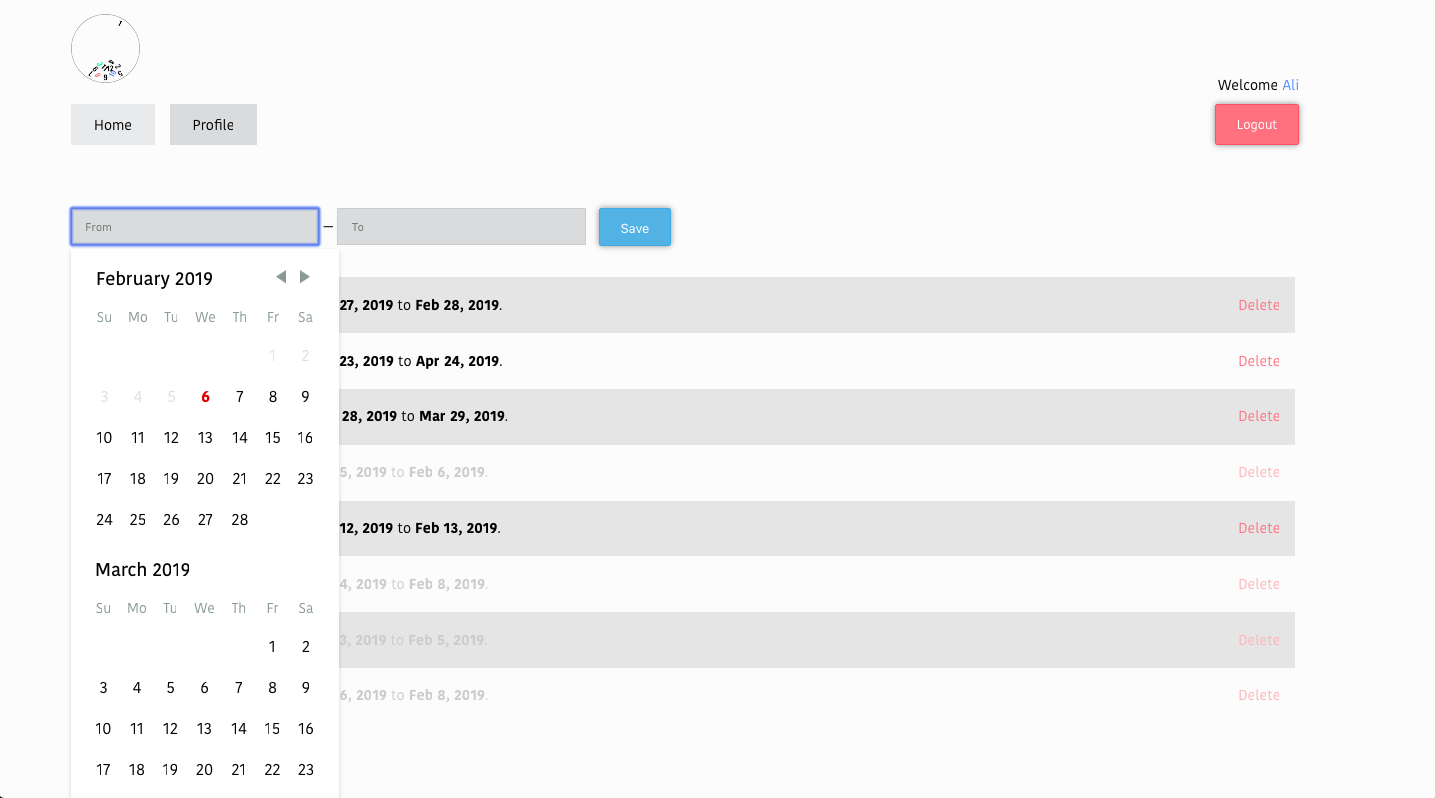 Welcome Ali
Home
Profile
Logout
From
–
To
Save
February 2019
Su Mo Tu We Th Fr Sa
1 2
3 4 5 6 7 8 9
10 11 12 13 14 15 16
17 18 19 20 21 22 23
24 25 26 27 28
March 2019
Su Mo Tu We Th Fr Sa
1 2
3 4 5 6 7 8 9
10 11 12 13 14 15 16
17 18 19 20 21 22 23
27, 2019 to Feb 28, 2019. Delete
23, 2019 to Apr 24, 2019. Delete
28, 2019 to Mar 29, 2019. Delete
5, 2019 to Feb 6, 2019. Delete
12, 2019 to Feb 13, 2019. Delete
4, 2019 to Feb 8, 2019. Delete
3, 2019 to Feb 5, 2019. Delete
6, 2019 to Feb 8, 2019. Delete